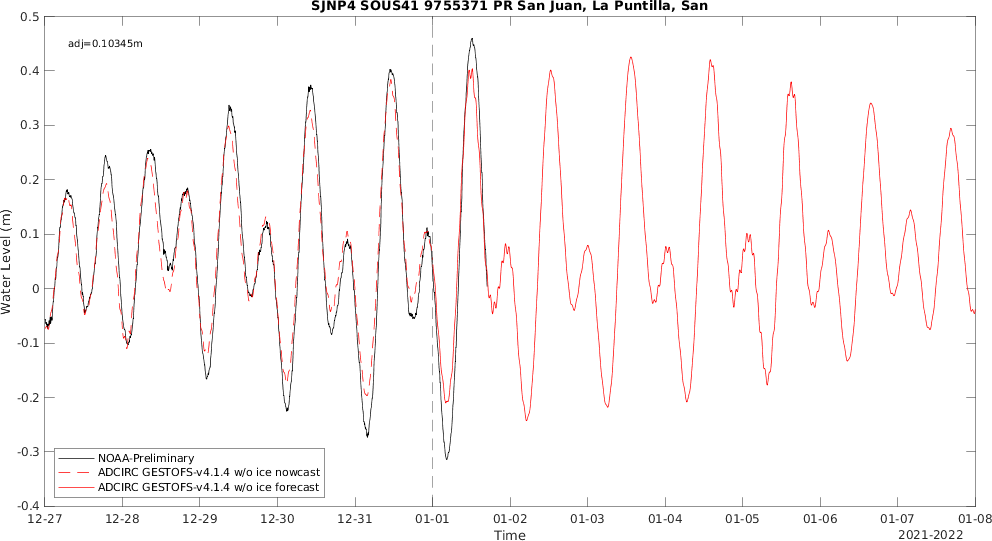 SJNP4 SOUS41 9755371 PR San Juan, La Puntilla, San
adj=0.10345m
Water Level (m)
0.5
0.4
0.3
0.2
0.1
0
-0.1
-0.2
-0.3
-0.4
NOAA-Preliminary
ADCIRC GESTOFS-v4.1.4 w/o ice nowcast
ADCIRC GESTOFS-v4.1.4 w/o ice forecast
12-27 12-28 12-29 12-30 12-31 01-01 01-02 01-03 01-04 01-05 01-06 01-07 01-08
Time
2021-2022